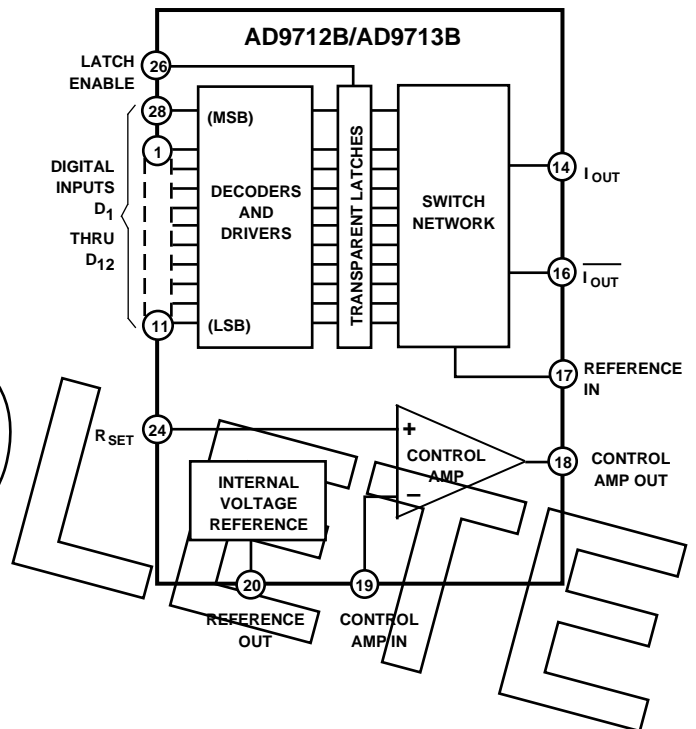 AD9712B/AD9713B
LATCH
ENABLE
26
28
1
DIGITAL
INPUTS
D1
THRU
D12
11
(MSB)
DECODERS
AND
DRIVERS
(LSB)
TRANSPARENT LATCHES
SWITCH
NETWORK
14
IOUT
16
IOUT
17
REFERENCE
IN
RSET
24
+
CONTROL
AMP
–
18
CONTROL
AMP OUT
INTERNAL
VOLTAGE
REFERENCE
20
19
REFERENCE
OUT
CONTROL
AMP IN
LETE